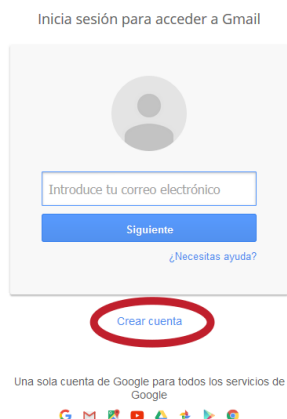 Inicia sesión para acceder a Gmail
Introduce tu correo electrónico
Siguiente
¿Necesitas ayuda?
Crear cuenta
Una sola cuenta de Google para todos los servicios de
Google